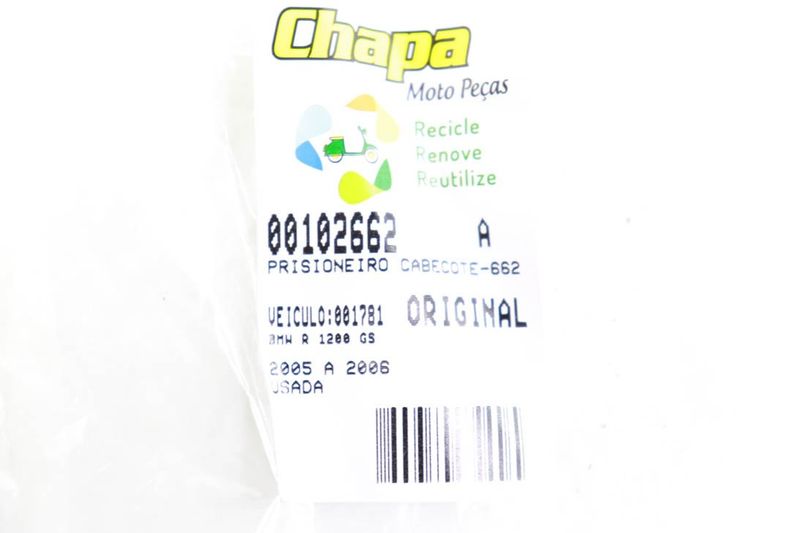 Chapa
Moto Peças
Recicle
Renove
Reutilize
00102662 A
PRISIONEIRO CABECOTE-662
VEICULO:001781 ORIGINAL
BMW R 1200 GS
2005 A 2006
USADA